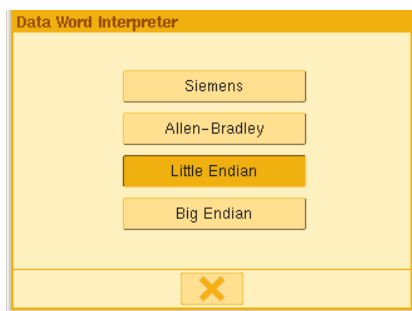 Data Word Interpreter
Siemens
Allen-Bradley
Little Endian
Big Endian